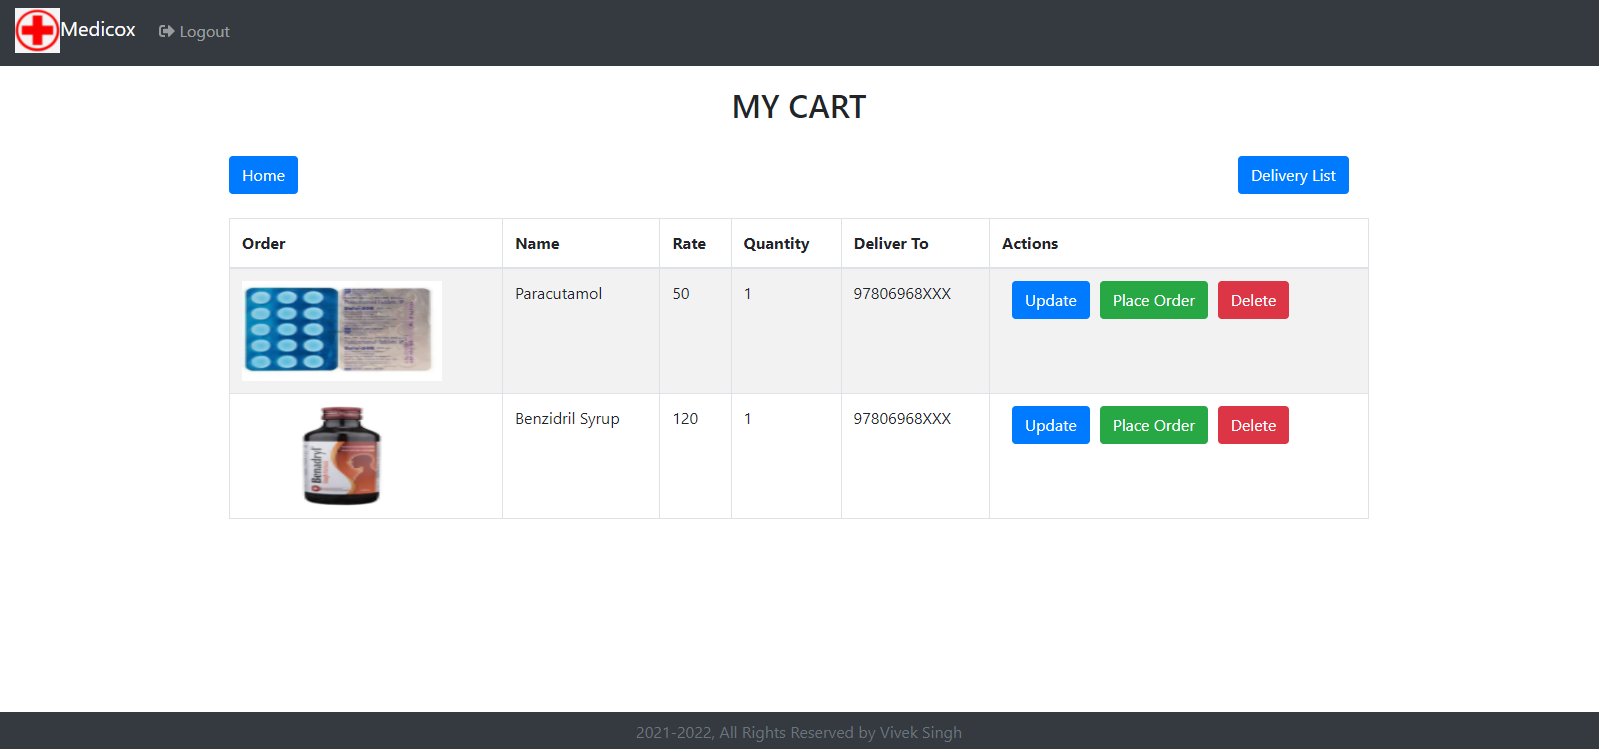 Medicox Logout
MY CART
Home Delivery List
Order Name Rate Quantity Deliver To Actions
Paracutamol 50 1 97806968XXX Update Place Order Delete
Benzidril Syrup 120 1 97806968XXX Update Place Order Delete
Benadryl
2021-2022, All Rights Reserved by Vivek Singh